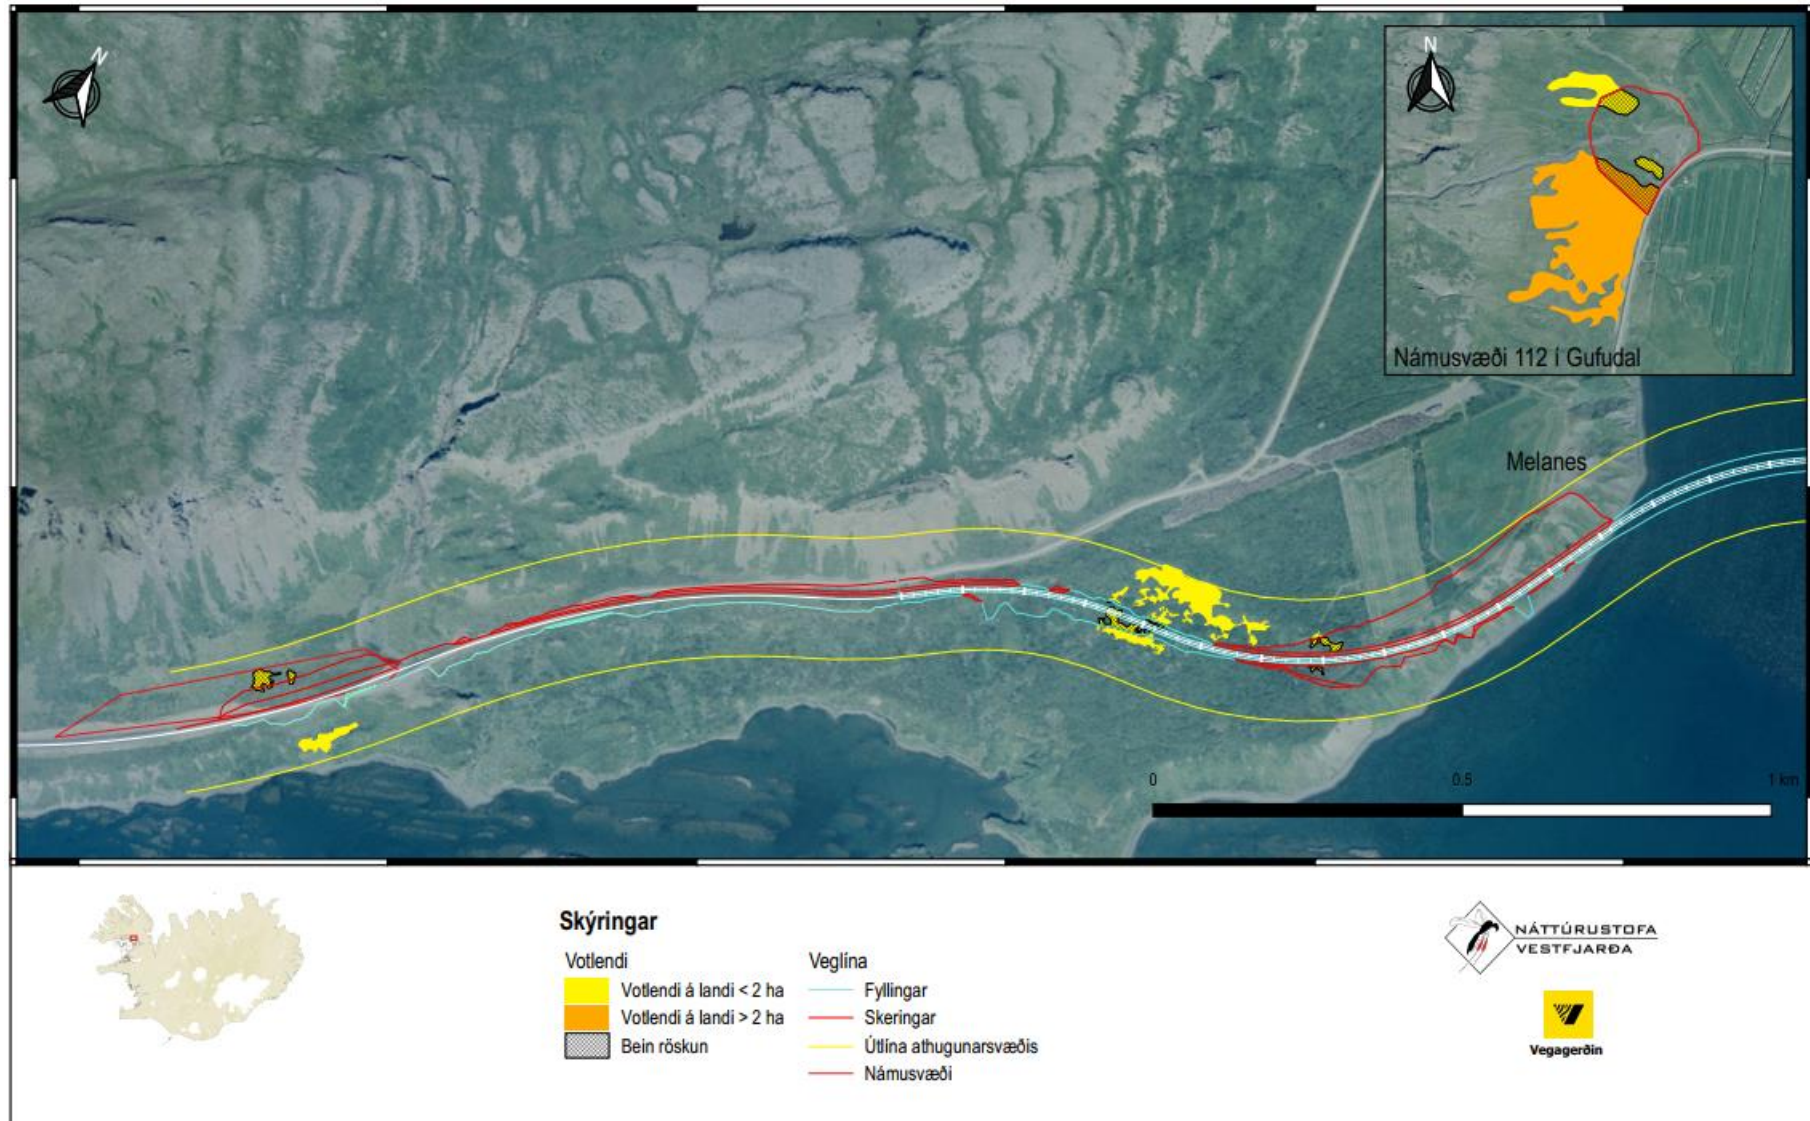 N
N
Námusvæði 112 í Gufudal
Melanes
0
0.5
1 km
Skýringar
Votlendi
Votlendi á landi < 2 ha
Votlendi á landi > 2 ha
Bein röskun
Veglína
Fyllingar
Skeringar
Útlína athugunarsvæðis
Námusvæði
NÁTTÚRUSTOFA
VESTFJARÐA
Vegagerðin